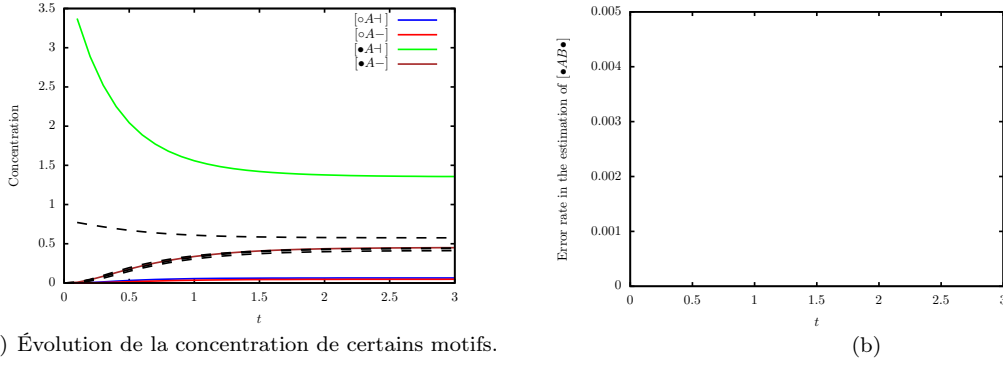 3.5
3
2.5
2
1.5
1
0.5
0
0 0.5 1 1.5 2 2.5 3
Concentration
t
[○A⊣]
[○A−]
[●A⊣]
[●A−]
) Évolution de la concentration de certains motifs.
0.005
0.004
0.003
0.002
0.001
0
0 0.5 1 1.5 2 2.5 3
Error rate in the estimation of [●AB●]
t
(b)